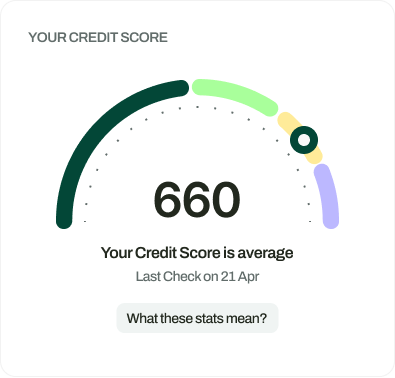 YOUR CREDIT SCORE
660
Your Credit Score is average
Last Check on 21 Apr
What these stats mean?